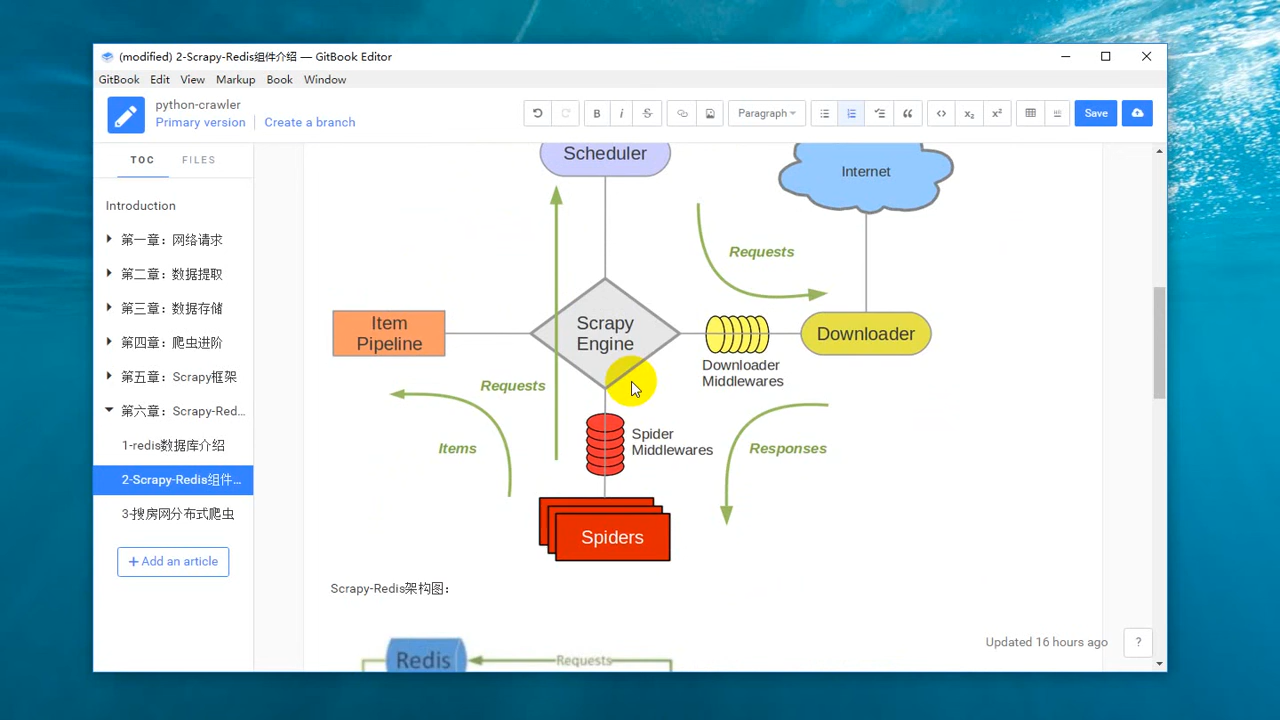 (modified) 2-Scrapy-Redis组件介绍 — GitBook Editor
GitBook Edit View Markup Book Window
python-crawler
Primary version Create a branch
B i S Paragraph x₂ x² Save
TOC FILES
Introduction
第一章：网络请求
第二章：数据提取
第三章：数据存储
第四章：爬虫进阶
第五章：Scrapy框架
第六章：Scrapy-Red...
1-redis数据库介绍
2-Scrapy-Redis组件...
3-搜房网分布式爬虫
+ Add an article
Scheduler
Internet
Requests
Item
Pipeline
Scrapy
Engine
Downloader
Downloader
Middlewares
Requests
Items
Spider
Middlewares
Responses
Spiders
Scrapy-Redis架构图：
Redis
Requests
Updated 16 hours ago
?